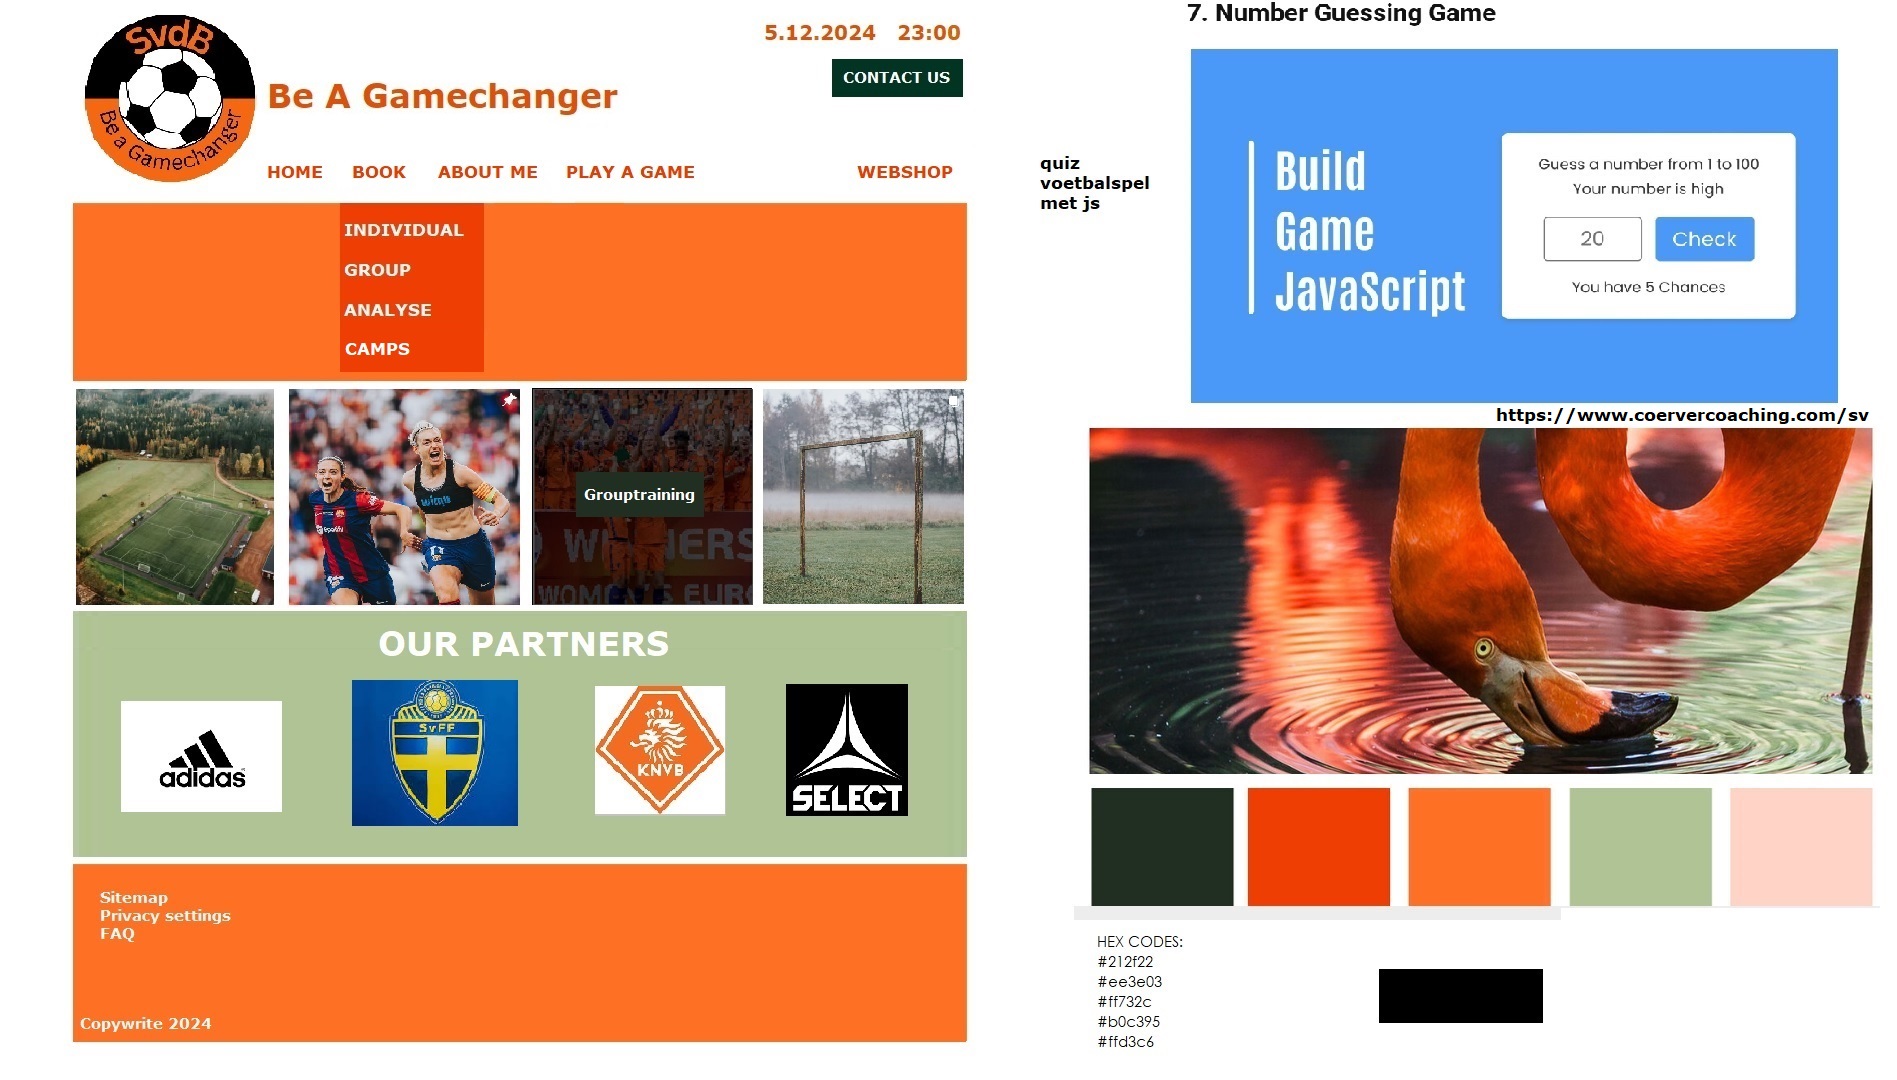 SvdB
Be a Gamechanger
Be A Gamechanger
5.12.2024 23:00
CONTACT US
HOME BOOK ABOUT ME PLAY A GAME WEBSHOP
INDIVIDUAL
GROUP
ANALYSE
CAMPS
Spotify
Grouptraining
WINNERS
WOMEN'S EURO
OUR PARTNERS
adidas
SvFF
KNVB
SELECT
Sitemap
Privacy settings
FAQ
Copywrite 2024
7. Number Guessing Game
quiz
voetbalspel
met js
Build
Game
JavaScript
Guess a number from 1 to 100
Your number is high
20 Check
You have 5 Chances
https://www.coervercoaching.com/sv
HEX CODES:
#212f22
#ee3e03
#ff732c
#b0c395
#ffd3c6